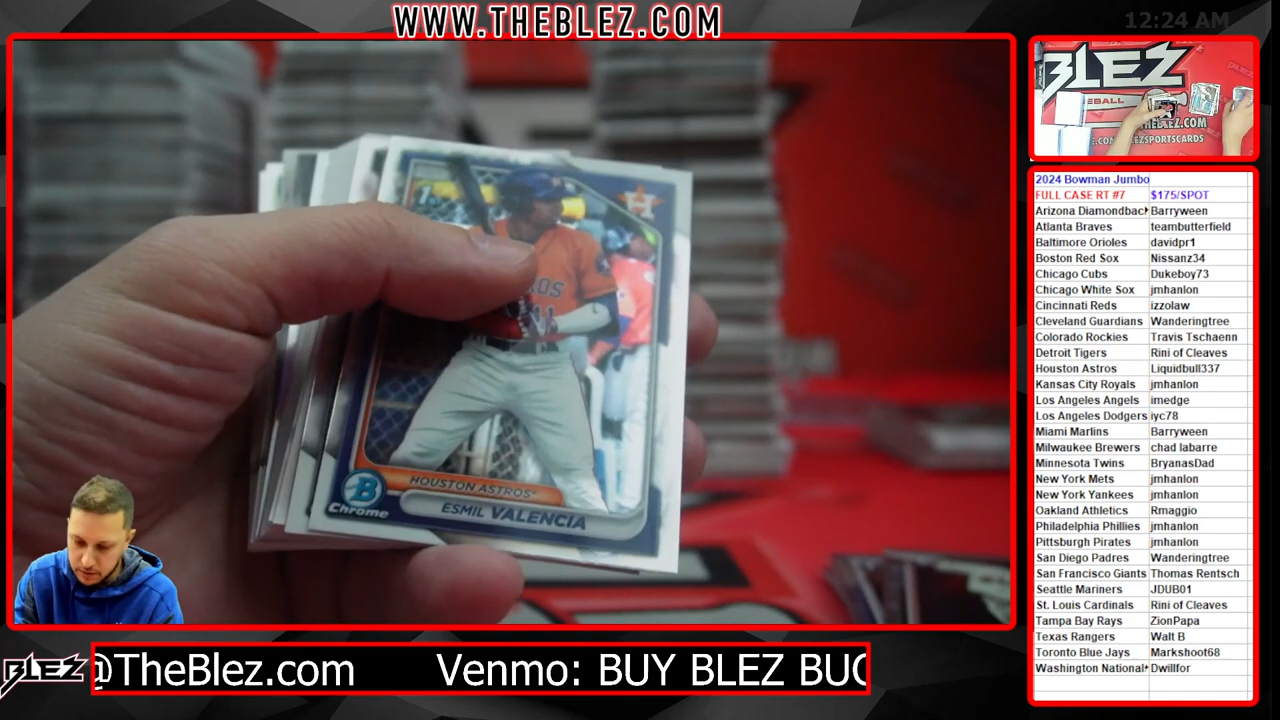 WWW.THEBLEZ.COM
12:24 AM
BLEZ
EBALL
THEBLEZ.COM
HOUSTON ASTROS
ESMIL VALENCIA
B
Chrome
2024 Bowman Jumbo
FULL CASE RT #7 $175/SPOT
Arizona Diamondbac Barryween
Atlanta Braves teambutterfield
Baltimore Orioles davidpr1
Boston Red Sox Nissanz34
Chicago Cubs Dukeboy73
Chicago White Sox jmhanlon
Cincinnati Reds izzolaw
Cleveland Guardians Wanderingtree
Colorado Rockies Travis Tschaenn
Detroit Tigers Rini of Cleaves
Houston Astros Liquidbull337
Kansas City Royals jmhanlon
Los Angeles Angels imedge
Los Angeles Dodgers iyc78
Miami Marlins Barryween
Milwaukee Brewers chad labarre
Minnesota Twins BryanasDad
New York Mets jmhanlon
New York Yankees jmhanlon
Oakland Athletics Rmaggio
Philadelphia Phillies jmhanlon
Pittsburgh Pirates jmhanlon
San Diego Padres Wanderingtree
San Francisco Giants Thomas Rentsch
Seattle Mariners JDUB01
St. Louis Cardinals Rini of Cleaves
Tampa Bay Rays ZionPapa
Texas Rangers Walt B
Toronto Blue Jays Markshoot68
Washington National Dwillfor
BLEZ
@TheBlez.com Venmo: BUY BLEZ BUC